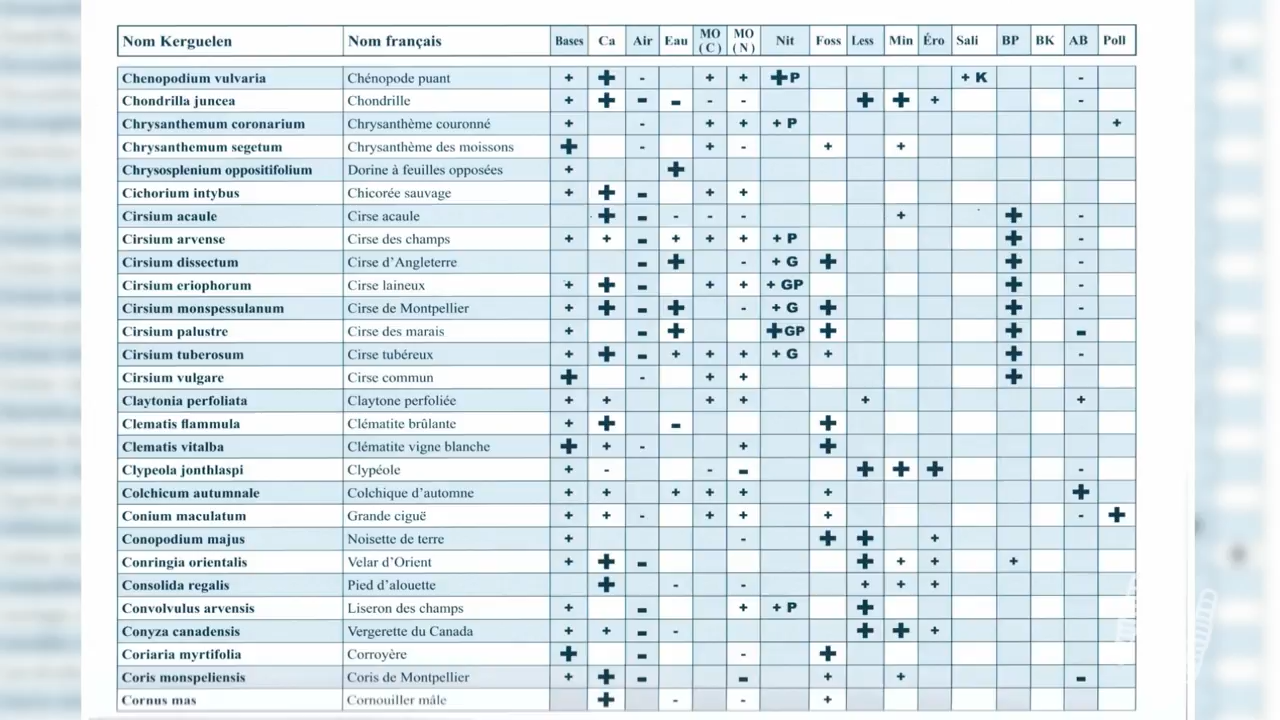 Nom Kerguelen Nom français Bases Ca Air Eau MO (C) MO (N) Nit Foss Less Min Éro Sali BP BK AB Poll
Chenopodium vulvaria Chénopode puant + + - + + +P + K -
Chondrilla juncea Chondrille + + - - - - + + + -
Chrysanthemum coronarium Chrysanthème couronné + - + + + P +
Chrysanthemum segetum Chrysanthème des moissons + - + - + +
Chrysosplenium oppositifolium Dorine à feuilles opposées + +
Cichorium intybus Chicorée sauvage + + - + +
Cirsium acaule Cirse acaule + - - - - + + -
Cirsium arvense Cirse des champs + + - + + + + P + -
Cirsium dissectum Cirse d'Angleterre - + - + G + + -
Cirsium eriophorum Cirse laineux + + - + + + GP + -
Cirsium monspessulanum Cirse de Montpellier + + - + - + G + + -
Cirsium palustre Cirse des marais + - + +GP + + -
Cirsium tuberosum Cirse tubéreux + + - + + + + G + + -
Cirsium vulgare Cirse commun + - + + +
Claytonia perfoliata Claytone perfoliée + + + + + +
Clematis flammula Clématite brûlante + + - +
Clematis vitalba Clématite vigne blanche + + - + +
Clypeola jonthlaspi Clypéole + - - - + + + -
Colchicum autumnale Colchique d'automne + + + + + + +
Conium maculatum Grande ciguë + + - + + + - +
Conopodium majus Noisette de terre + - + + +
Conringia orientalis Velar d'Orient + - + + + +
Consolida regalis Pied d'alouette + - - + + +
Convolvulus arvensis Liseron des champs + - + + P +
Conyza canadensis Vergerette du Canada + + - - + + +
Coriaria myrtifolia Corroyère + - - +
Coris monspeliensis Coris de Montpellier + + - - + + -
Cornus mas Cornouiller mâle + - - +